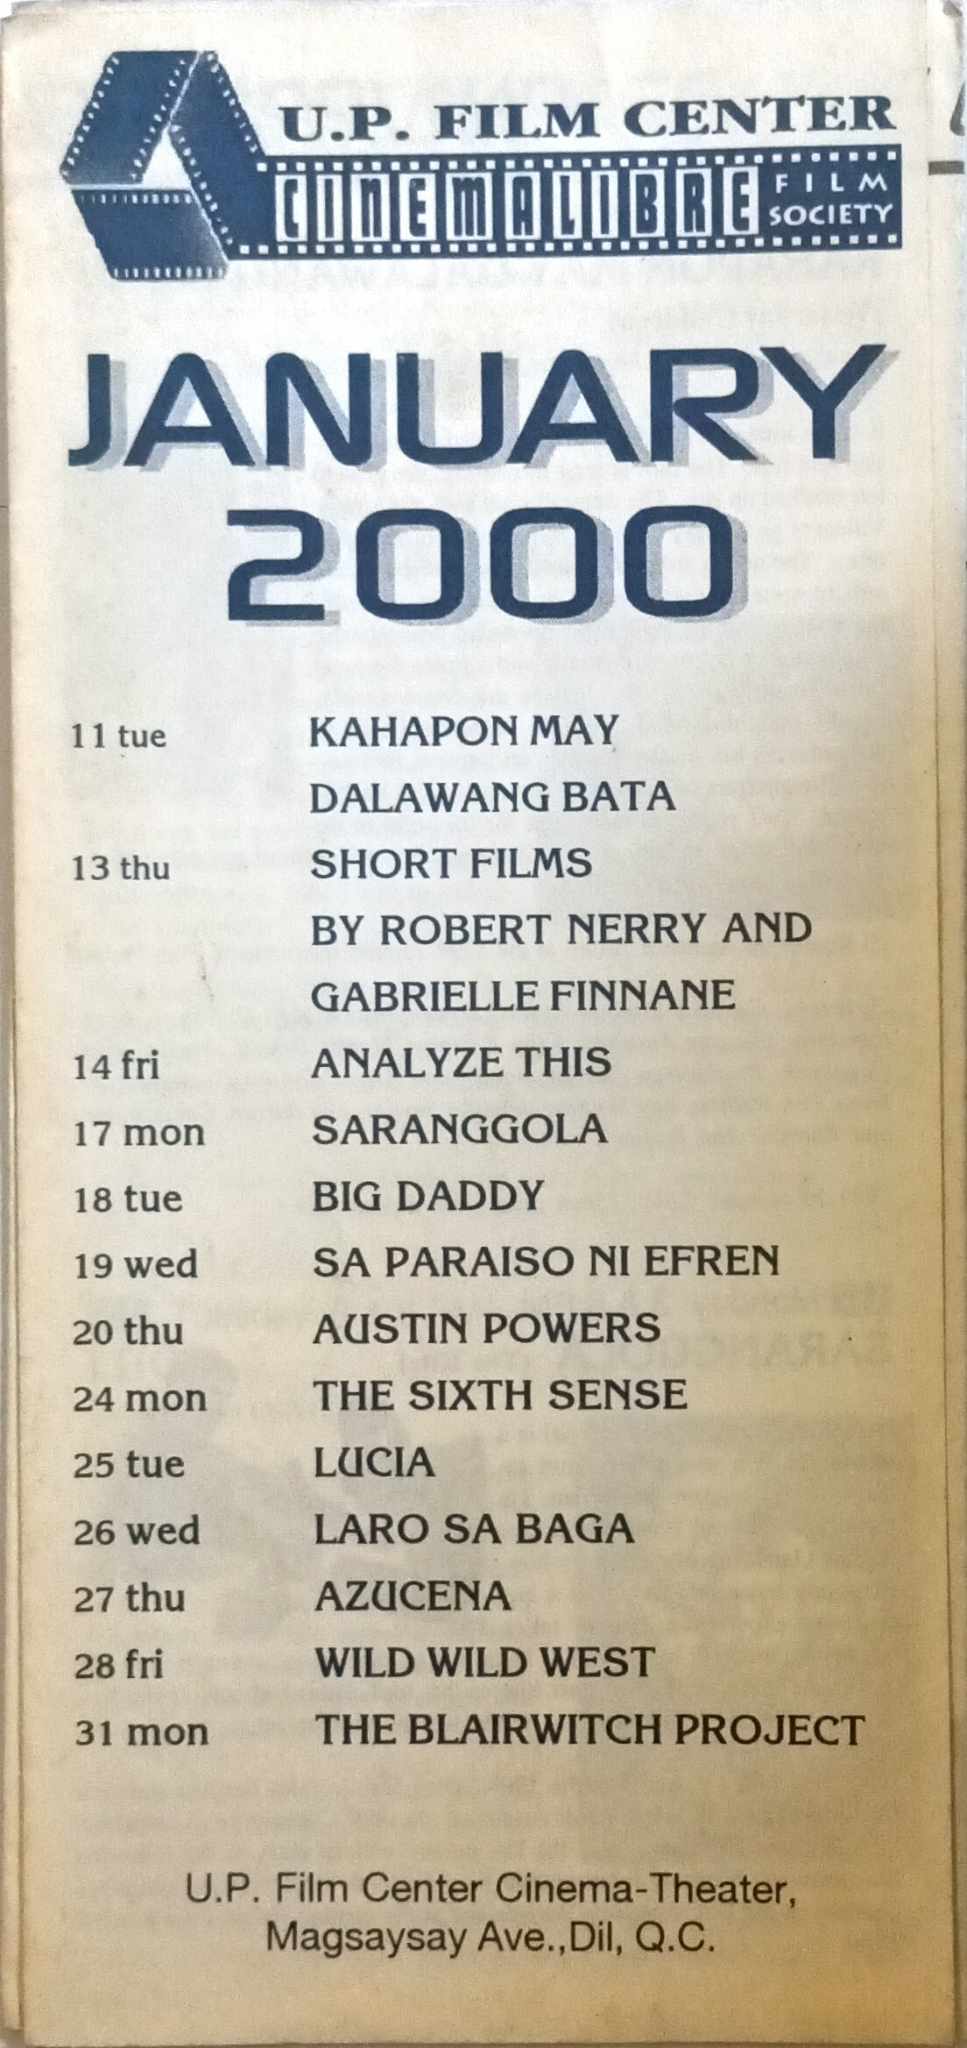 U.P. FILM CENTER
CINEMALIBRE FILM SOCIETY
JANUARY
2000
11 tue KAHAPON MAY
DALAWANG BATA
13 thu SHORT FILMS
BY ROBERT NERRY AND
GABRIELLE FINNANE
14 fri ANALYZE THIS
17 mon SARANGGOLA
18 tue BIG DADDY
19 wed SA PARAISO NI EFREN
20 thu AUSTIN POWERS
24 mon THE SIXTH SENSE
25 tue LUCIA
26 wed LARO SA BAGA
27 thu AZUCENA
28 fri WILD WILD WEST
31 mon THE BLAIRWITCH PROJECT
U.P. Film Center Cinema-Theater,
Magsaysay Ave.,Dil, Q.C.